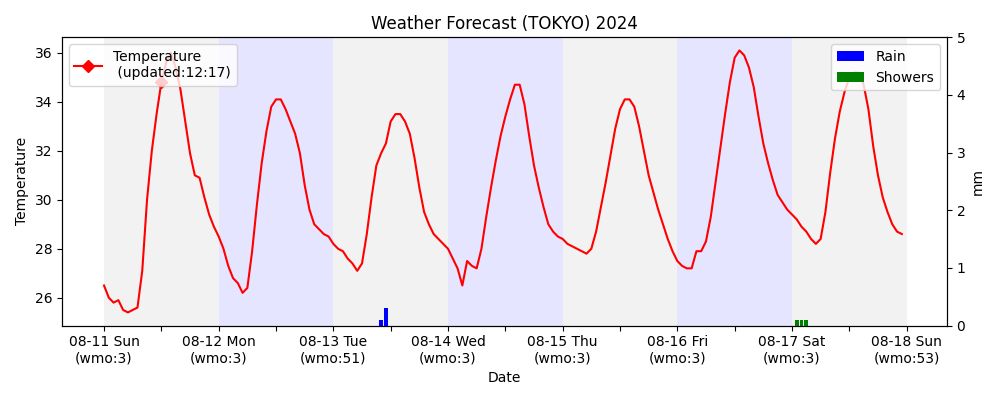 Weather Forecast (TOKYO) 2024
Temperature
(updated:12:17)
Rain
Showers
36
34
32
30
28
26
Temperature
5
4
3
2
1
0
mm
08-11 Sun
(wmo:3)
08-12 Mon
(wmo:3)
08-13 Tue
(wmo:51)
08-14 Wed
(wmo:3)
08-15 Thu
(wmo:3)
08-16 Fri
(wmo:3)
08-17 Sat
(wmo:3)
08-18 Sun
(wmo:53)
Date